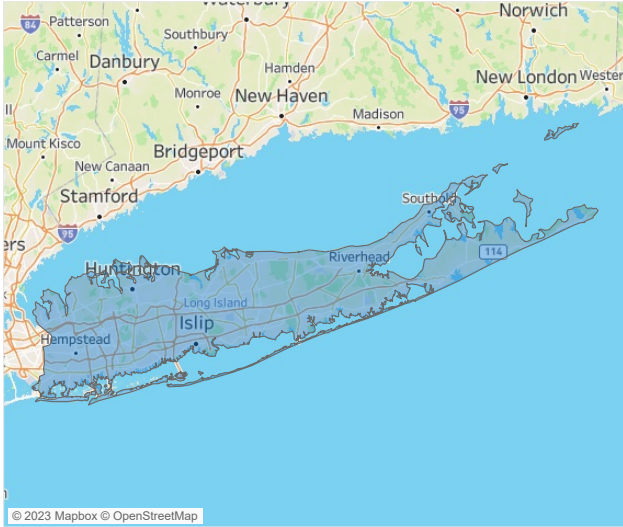 Waterbury
Norwich
84
Patterson
Southbury
Carmel
Danbury
Hamden
New London
Wester
Monroe
New Haven
95
Madison
Mount Kisco
Bridgeport
New Canaan
Stamford
95
ers
Southold
114
Huntington
Riverhead
Long Island
Islip
Hempstead
© 2023 Mapbox © OpenStreetMap